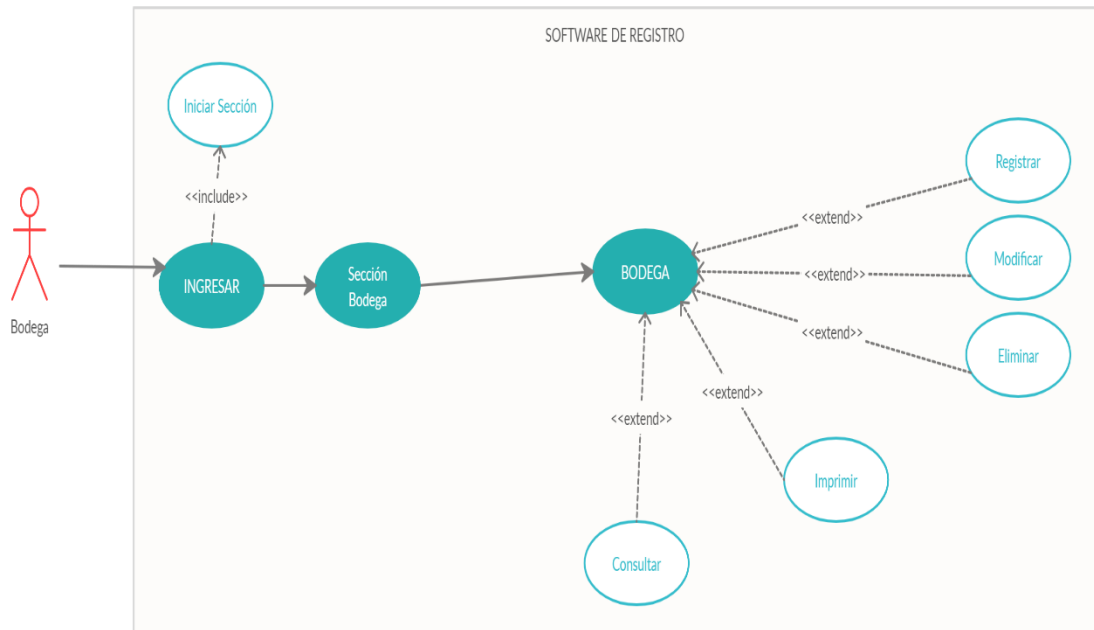 SOFTWARE DE REGISTRO
Iniciar Sección
<<include>>
Bodega
INGRESAR
Sección
Bodega
BODEGA
<<extend>>
Registrar
<<extend>>
Modificar
<<extend>>
Eliminar
<<extend>>
Imprimir
<<extend>>
Consultar